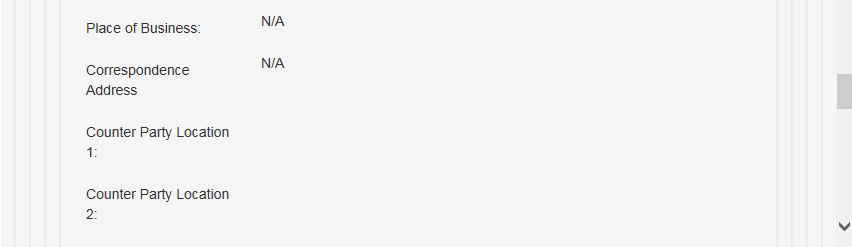 Place of Business: N/A
Correspondence Address N/A
Counter Party Location 1:
Counter Party Location 2: